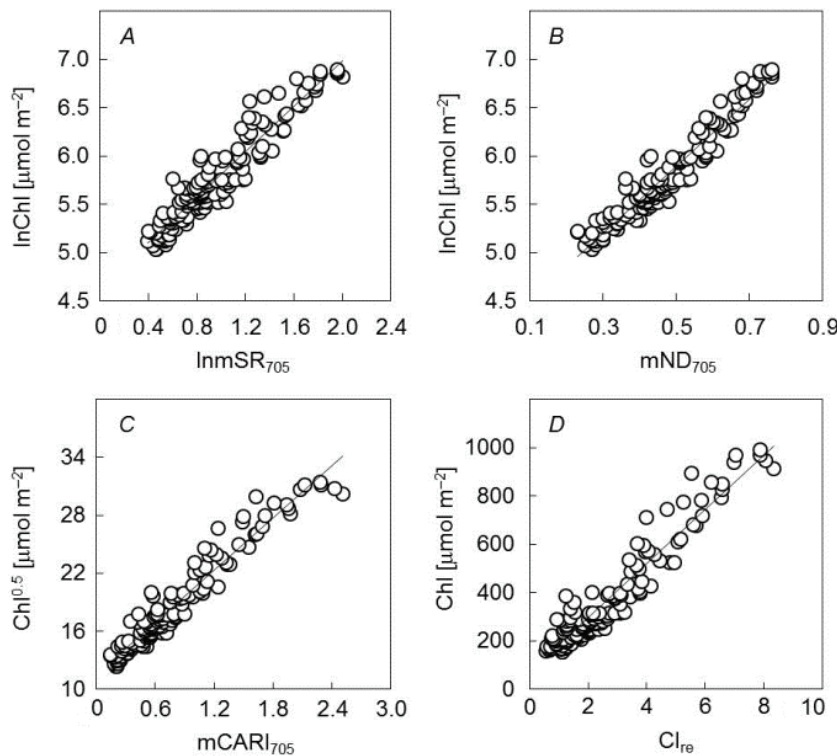 A
B
lnChl [µmol m⁻²]
7.0
6.5
6.0
5.5
5.0
4.5
0 0.4 0.8 1.2 1.6 2.0 2.4
lnmSR₇₀₅
lnChl [µmol m⁻²]
7.0
6.5
6.0
5.5
5.0
4.5
0.1 0.3 0.5 0.7 0.9
mND₇₀₅
C
D
Chl⁰·⁵ [µmol m⁻²]
34
28
22
16
10
0 0.6 1.2 1.8 2.4 3.0
mCARI₇₀₅
Chl [µmol m⁻²]
1000
800
600
400
200
0
0 2 4 6 8 10
CIᵣₑ